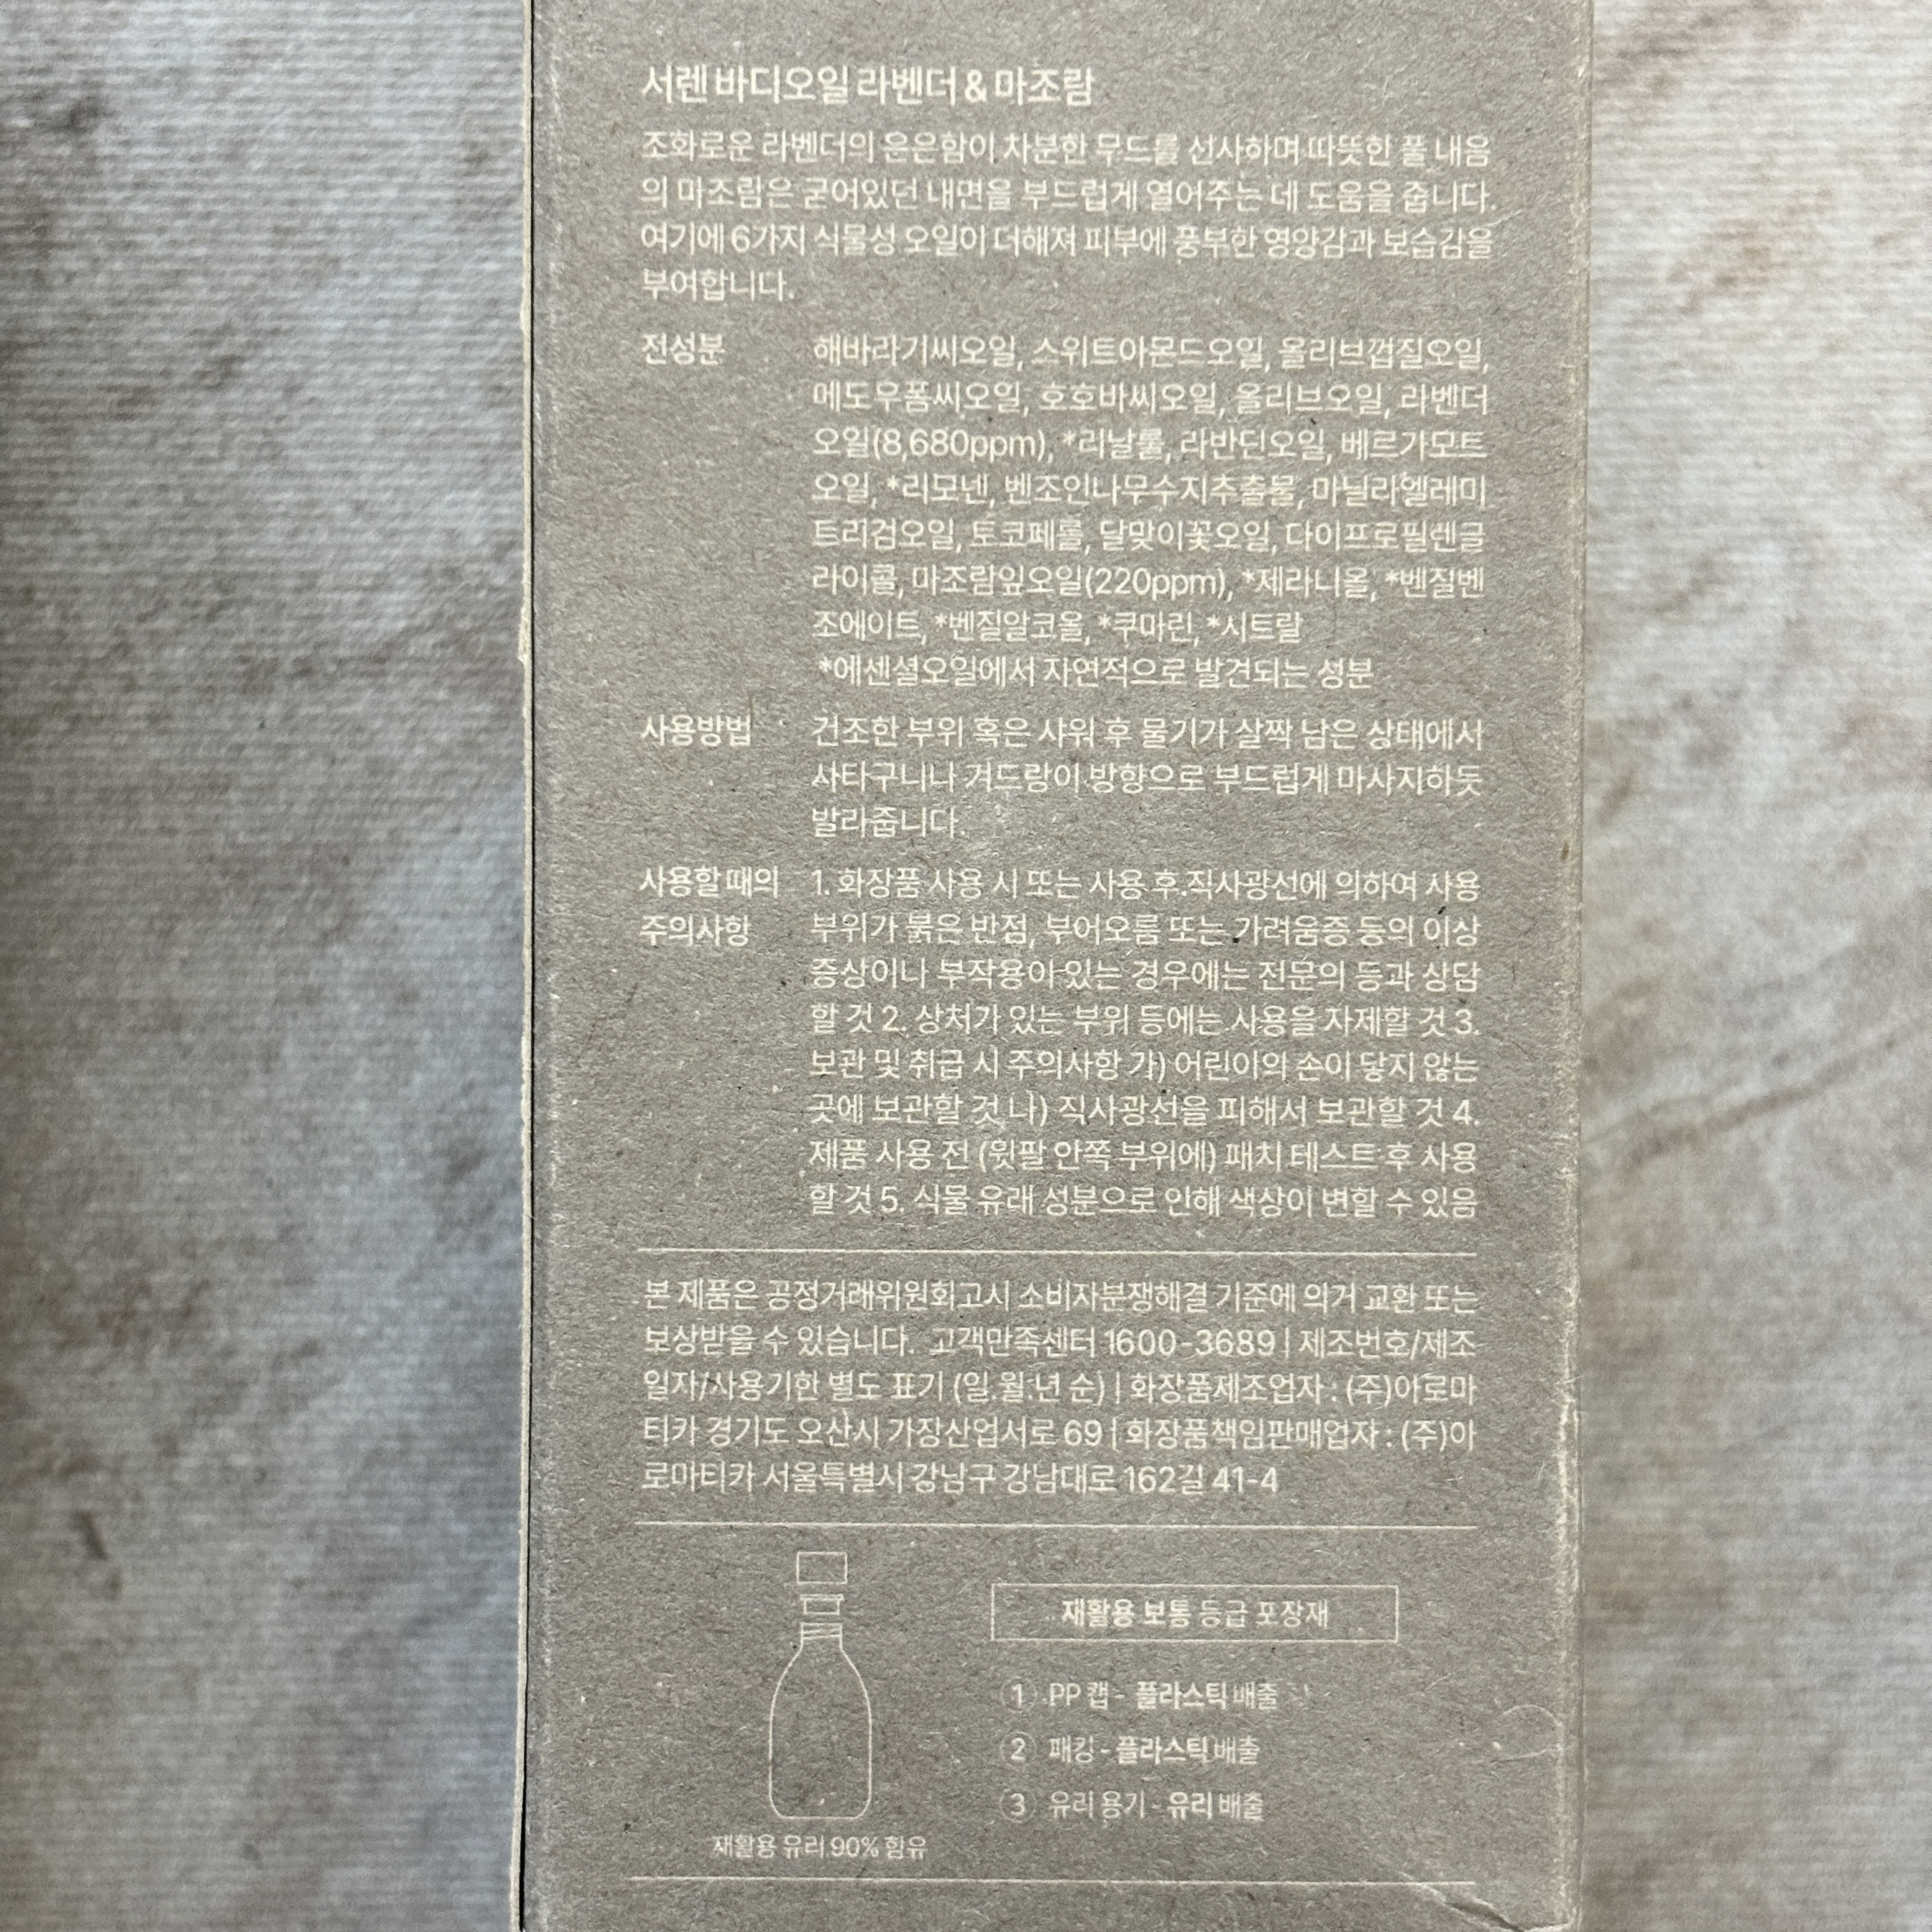 서렌 바디오일 라벤더 & 마조람
조화로운 라벤더의 은은함이 차분한 무드를 선사하며 따뜻한 풀 내음
의 마조람은 굳어있던 내면을 부드럽게 열어주는 데 도움을 줍니다.
여기에 6가지 식물성 오일이 더해져 피부에 풍부한 영양감과 보습감을
부여합니다.
전성분
해바라기씨오일, 스위트아몬드오일, 올리브껍질오일,
메도우폼씨오일, 호호바씨오일, 올리브오일, 라벤더
오일(8,680ppm), *리날룰, 라반딘오일, 베르가모트
오일, *리모넨, 벤조인나무수지추출물, 마닐라엘레미
트리검오일, 토코페롤, 달맞이꽃오일, 다이프로필렌글
라이콜, 마조람잎오일(220ppm), *제라니올, *벤질벤
조에이트, *벤질알코올, *쿠마린, *시트랄
*에센셜오일에서 자연적으로 발견되는 성분
사용방법
건조한 부위 혹은 샤워 후 물기가 살짝 남은 상태에서
사타구니나 겨드랑이 방향으로 부드럽게 마사지하듯
발라줍니다.
사용할 때의
주의사항
1. 화장품 사용 시 또는 사용 후 직사광선에 의하여 사용
부위가 붉은 반점, 부어오름 또는 가려움증 등의 이상
증상이나 부작용이 있는 경우에는 전문의 등과 상담
할 것 2. 상처가 있는 부위 등에는 사용을 자제할 것 3.
보관 및 취급 시 주의사항 가) 어린이의 손이 닿지 않는
곳에 보관할 것 나) 직사광선을 피해서 보관할 것 4.
제품 사용 전 (윗팔 안쪽 부위에) 패치 테스트 후 사용
할 것 5. 식물 유래 성분으로 인해 색상이 변할 수 있음
본 제품은 공정거래위원회고시 소비자분쟁해결 기준에 의거 교환 또는
보상받을 수 있습니다. 고객만족센터 1600-3689 | 제조번호/제조
일자/사용기한 별도 표기 (일.월.년 순) | 화장품제조업자 : (주)아로마
티카 경기도 오산시 가장산업서로 69 | 화장품책임판매업자 : (주)아
로마티카 서울특별시 강남구 강남대로 162길 41-4
재활용 보통 등급 포장재
① PP 캡 - 플라스틱 배출
② 패킹 - 플라스틱 배출
③ 유리 용기 - 유리 배출
재활용 유리 90% 함유